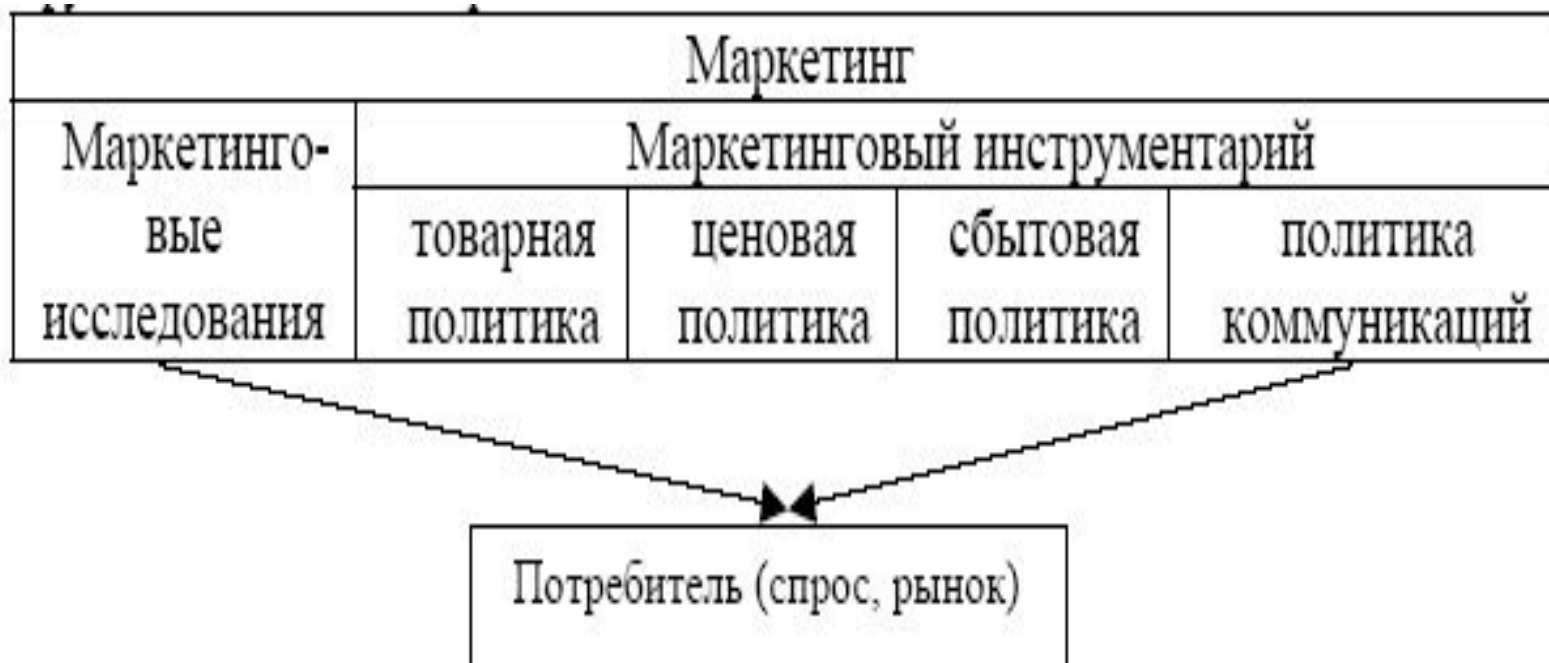 Маркетинг
Маркетинго-
вые
исследования
Маркетинговый инструментарий
товарная
политика
ценовая
политика
сбытовая
политика
политика
коммуникаций
Потребитель (спрос, рынок)